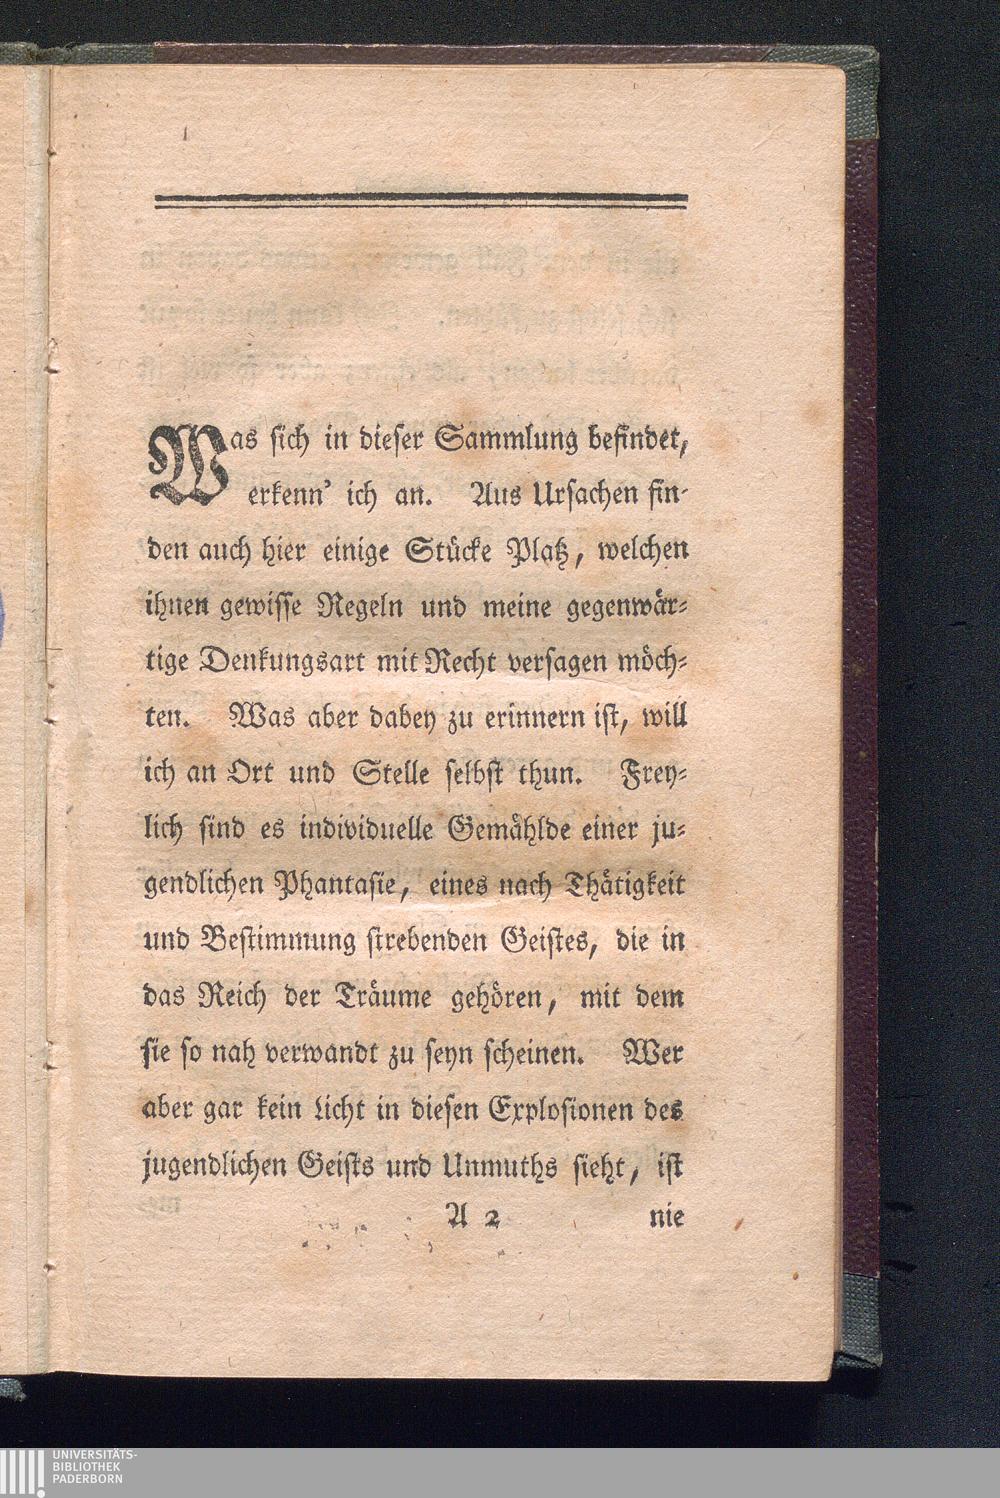 Was sich in dieser Sammlung befindet,
erkenn' ich an. Aus Ursachen fin-
den auch hier einige Stücke Platz, welchen
ihnen gewisse Regeln und meine gegenwär-
tige Denkungsart mit Recht versagen möch-
ten. Was aber dabey zu erinnern ist, will
ich an Ort und Stelle selbst thun. Frey-
lich sind es individuelle Gemählde einer ju-
gendlichen Phantasie, eines nach Thätigkeit
und Bestimmung strebenden Geistes, die in
das Reich der Träume gehören, mit dem
sie so nah verwandt zu seyn scheinen. Wer
aber gar kein Licht in diesen Explosionen des
jugendlichen Geists und Unmuths sieht, ist
A 2 nie
UNIVERSITÄTS-
BIBLIOTHEK
PADERBORN